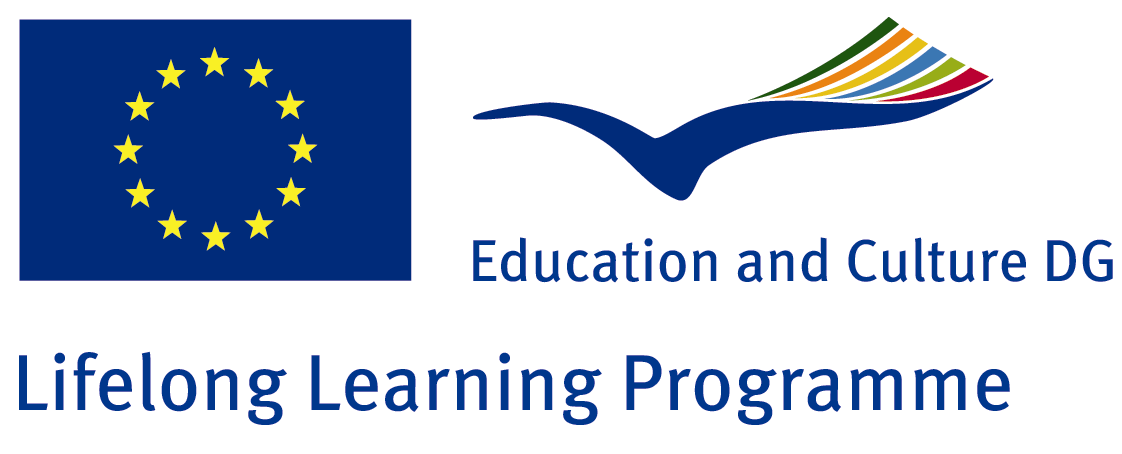 Education and Culture DG
Lifelong Learning Programme